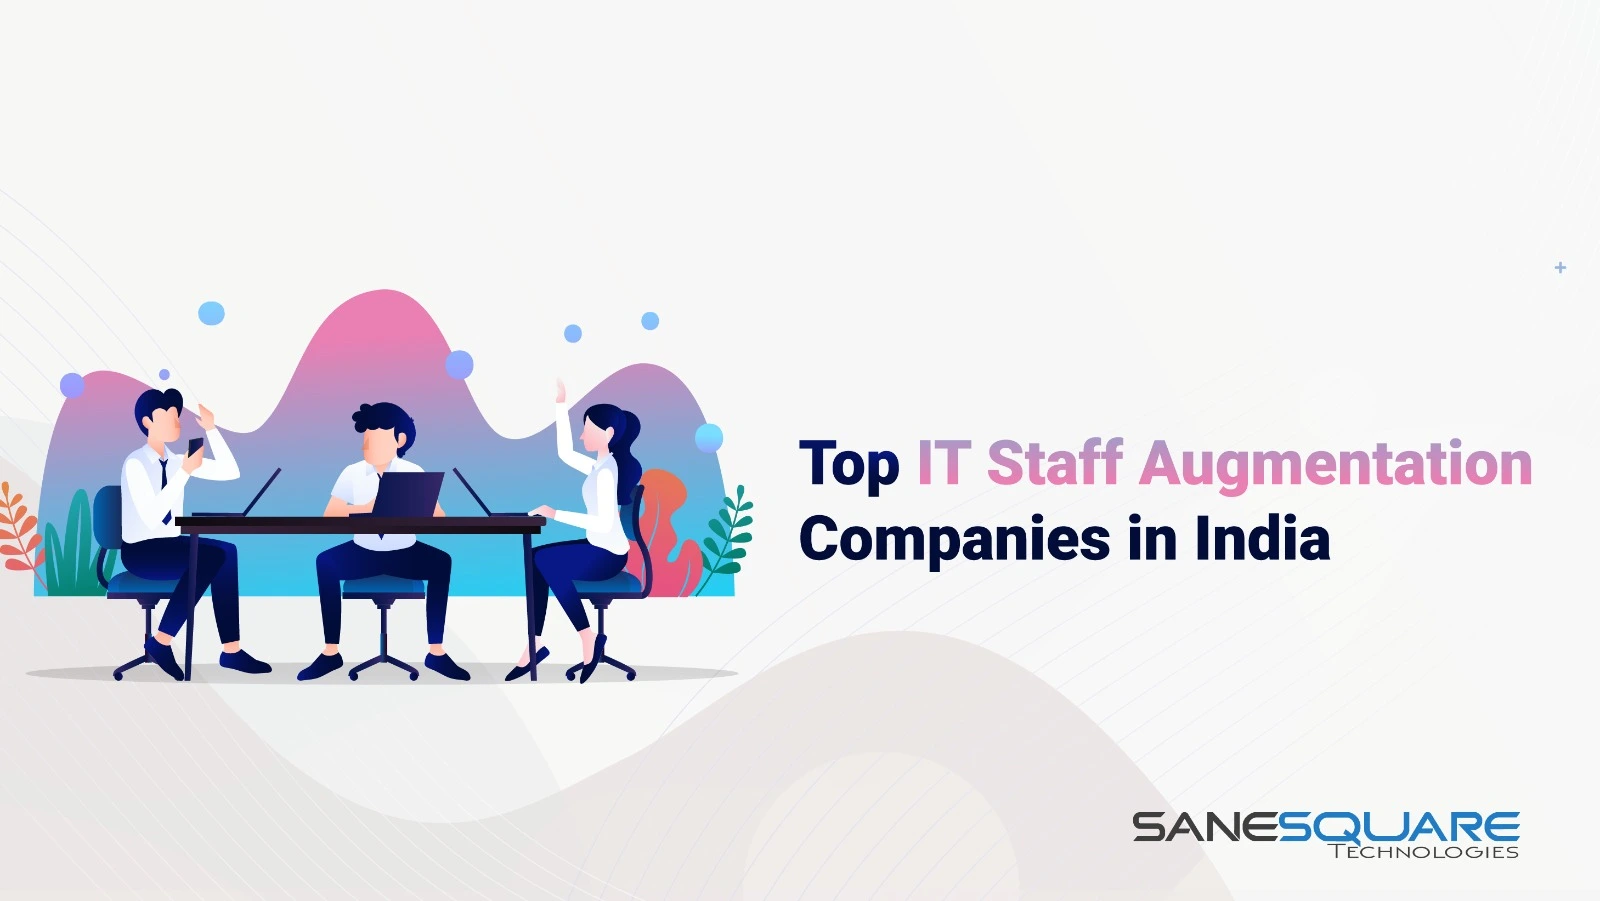 Top IT Staff Augmentation
Companies in India
SANESQUARE
TECHNOLOGIES